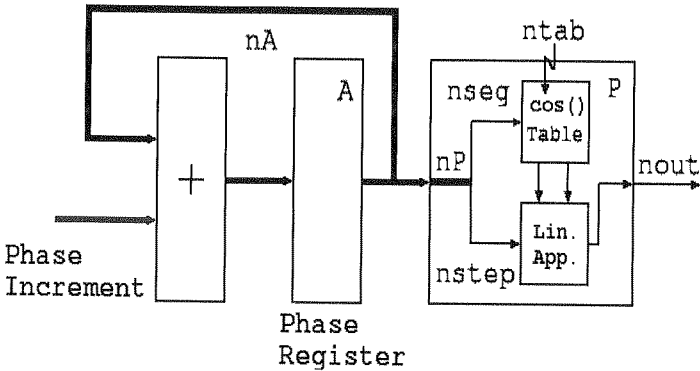 nA
ntab
A
P
nseg
cos()
Table
nP
+
nout
Lin.
App.
nstep
Phase
Increment
Phase
Register